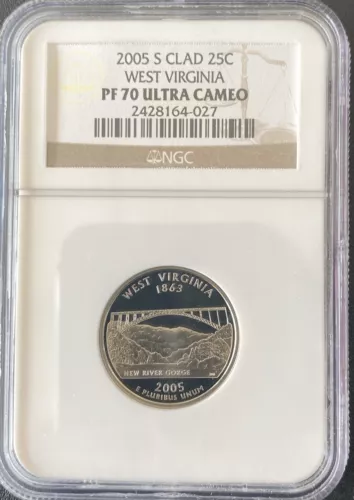 2005 S CLAD 25C
WEST VIRGINIA
PF 70 ULTRA CAMEO
2428164-027
NGC
WEST VIRGINIA
1863
NEW RIVER GORGE
2005
E PLURIBUS UNUM